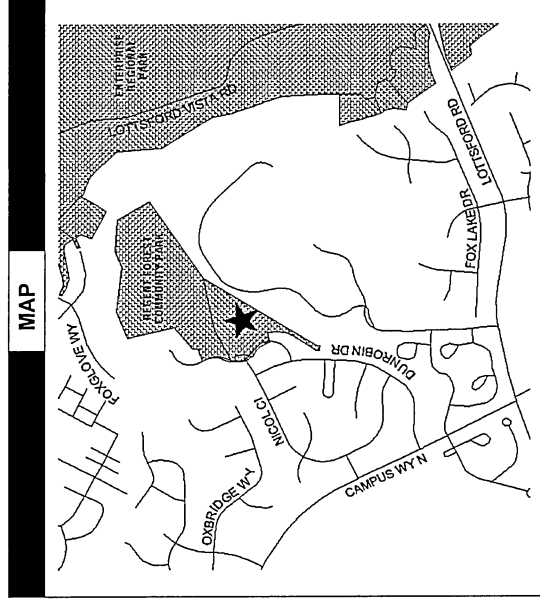 MAP
ENTERPRISE
REGIONAL
PARK
LOTTSFORD VISTA RD
REGENT FOREST
COMMUNITY PARK
FOXGLOVE WY
LOTTSFORD RD
FOX LAKE DR
DUNROBIN DR
NICOL CI
OXBRIDGE WY
CAMPUS WY N